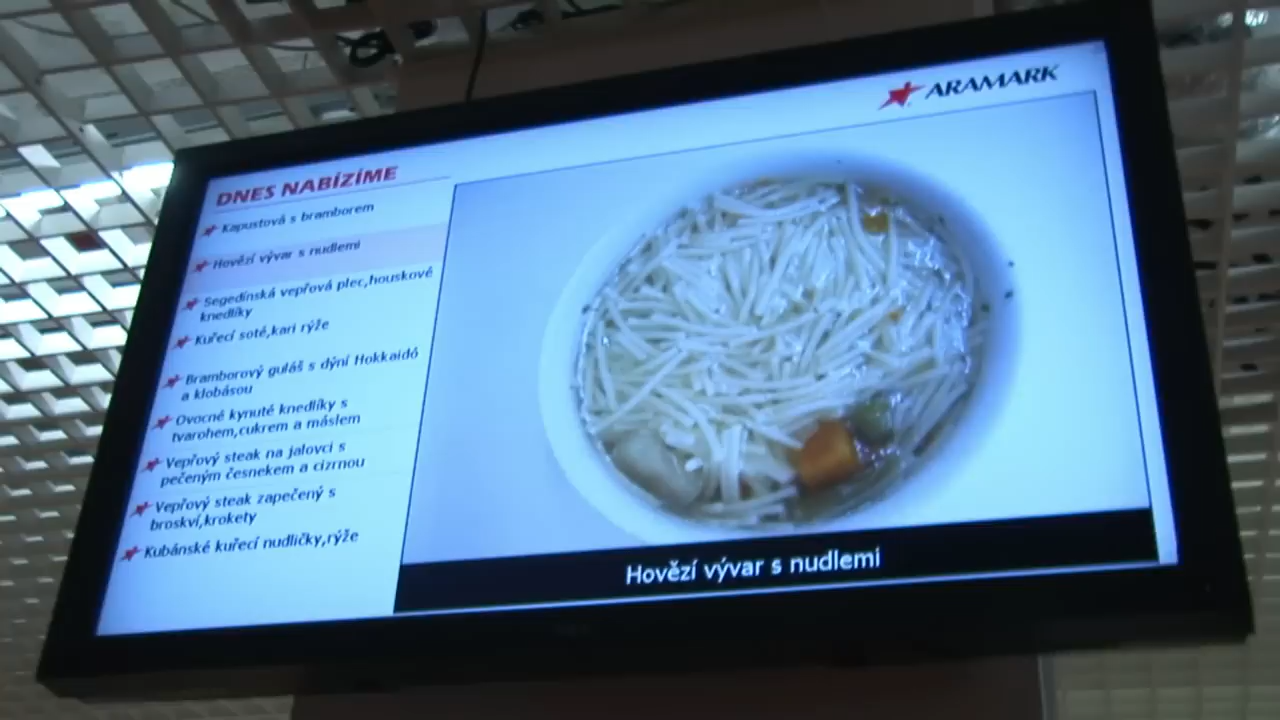 ARAMARK
DNES NABÍZÍME
Kapustová s bramborem
Hovězí vývar s nudlemi
Segedínská vepřová plec,houskové
knedlíky
Kuřecí soté,kari rýže
Bramborový guláš s dýní Hokkaidó
a klobásou
Ovocné kynuté knedlíky s
tvarohem,cukrem a máslem
Vepřový steak na jalovci s
pečeným česnekem a cizrnou
Vepřový steak zapečený s
broskví,krokety
Kubánské kuřecí nudličky,rýže
Hovězí vývar s nudlemi